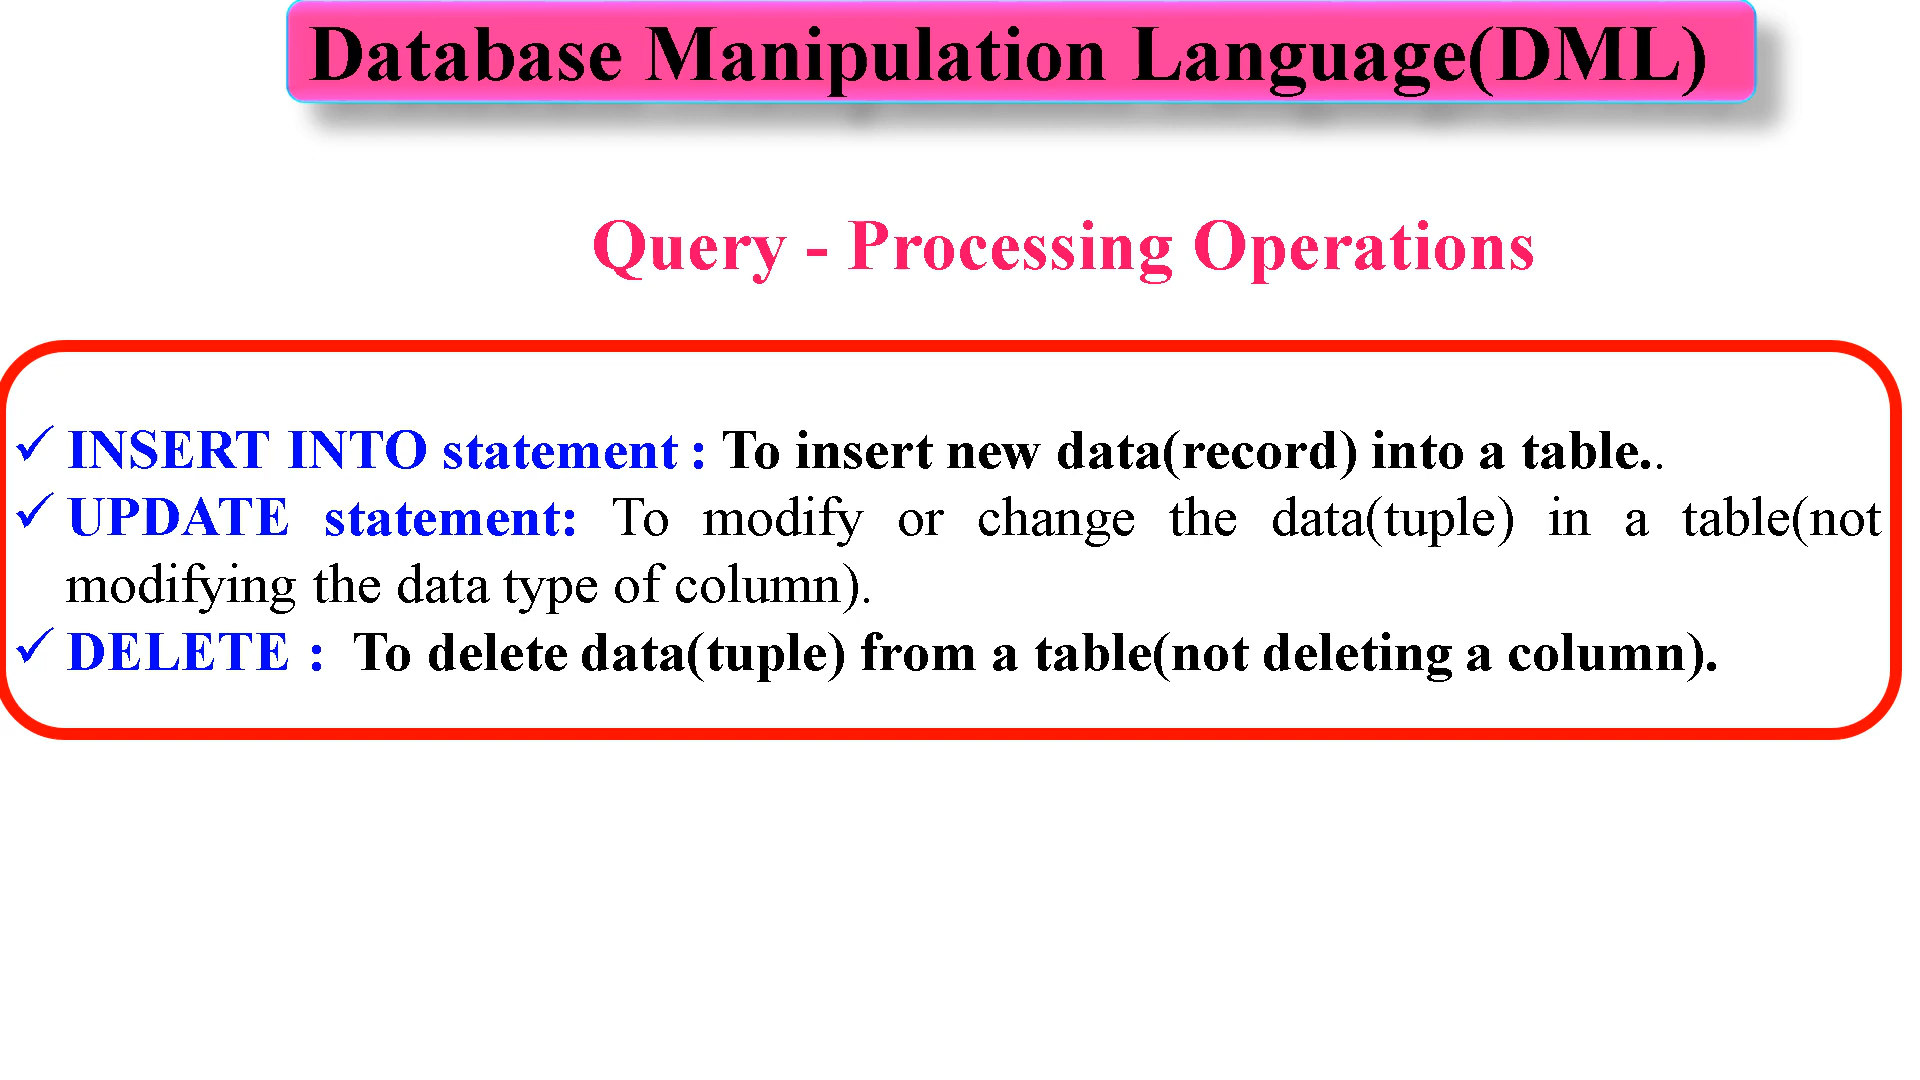 Database Manipulation Language(DML)
Query - Processing Operations
✓ INSERT INTO statement : To insert new data(record) into a table..
✓ UPDATE statement: To modify or change the data(tuple) in a table(not
modifying the data type of column).
✓ DELETE : To delete data(tuple) from a table(not deleting a column).